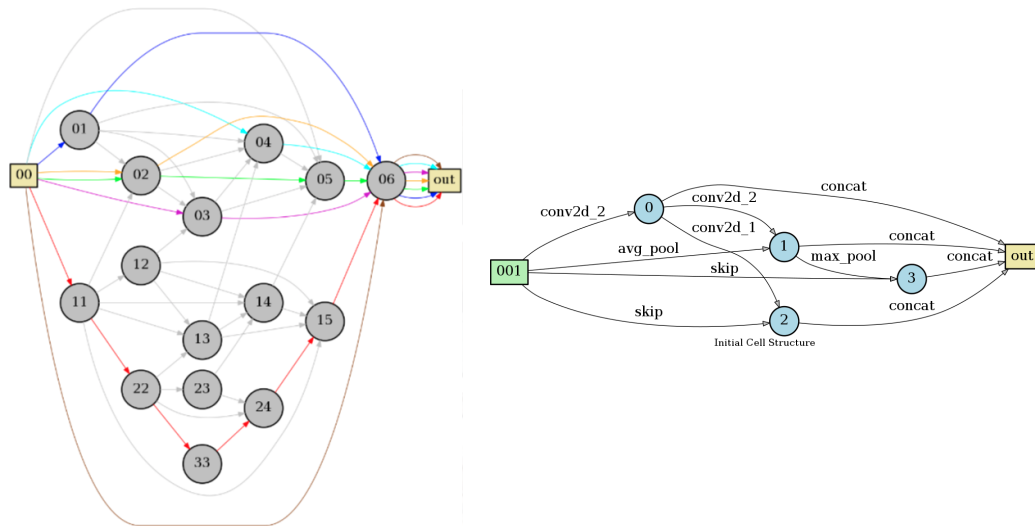 00
01
02
03
04
05
06
out
11
12
13
14
15
22
23
24
33
001
conv2d_2
avg_pool
skip
skip
0
conv2d_2
conv2d_1
1
max_pool
2
3
concat
concat
concat
concat
out
Initial Cell Structure